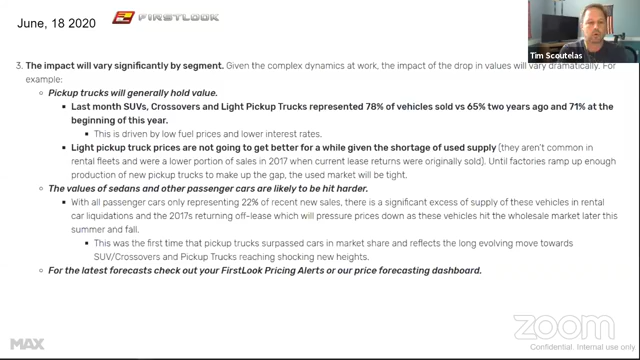 June, 18 2020
FIRSTLOOK
Tim Scoutelas
3. The impact will vary significantly by segment. Given the complex dynamics at work, the impact of the drop in values will vary dramatically. For
example:
• Pickup trucks will generally hold value.
▪ Last month SUVs, Crossovers and Light Pickup Trucks represented 78% of vehicles sold vs 65% two years ago and 71% at the
beginning of this year.
▪ This is driven by low fuel prices and lower interest rates.
▪ Light pickup truck prices are not going to get better for a while given the shortage of used supply (they aren't common in
rental fleets and were a lower portion of sales in 2017 when current lease returns were originally sold). Until factories ramp up enough
production of new pickup trucks to make up the gap, the used market will be tight.
• The values of sedans and other passenger cars are likely to be hit harder.
▪ With all passenger cars only representing 22% of recent new sales, there is a significant excess of supply of these vehicles in rental
car liquidations and in the 2017s returning off-lease which will pressure prices down as these vehicles hit the wholesale market later this
summer and fall.
▪ This was the first time that pickup trucks surpassed cars in market share and reflects the long evolving move towards
SUV/Crossovers and Pickup Trucks reaching shocking new heights.
• For the latest forecasts check out your FirstLook Pricing Alerts or our price forecasting dashboard.
zoom
MAX
Confidential. Internal use only.